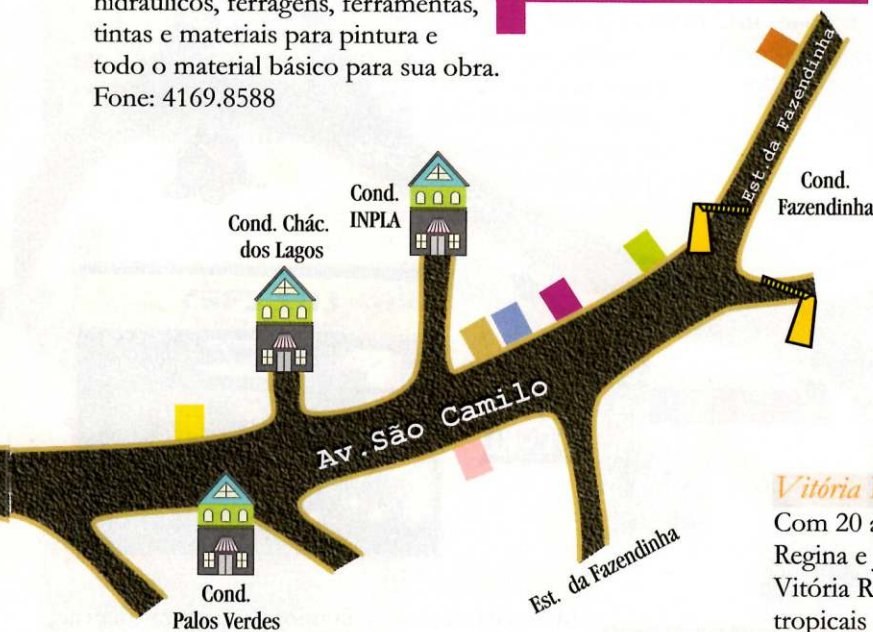 hidráulicos, ferragens, ferramentas,
tintas e materiais para pintura e
todo o material básico para sua obra.
Fone: 4169.8588
Est. da Fazendinha
Cond.
Fazendinha
Cond.
INPLA
Cond. Chác.
dos Lagos
Av. São Camilo
Est. da Fazendinha
Cond.
Palos Verdes
Vitória
Com 20
Regina e
Vitória
tropicais